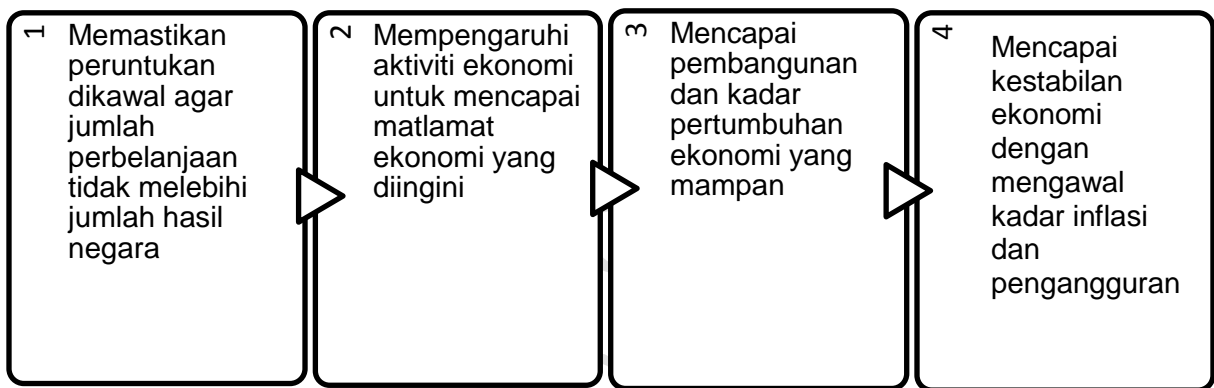 1
Memastikan
peruntukan
dikawal agar
jumlah
perbelanjaan
tidak melebihi
jumlah hasil
negara
2
Mempengaruhi
aktiviti ekonomi
untuk mencapai
matlamat
ekonomi yang
diingini
3
Mencapai
pembangunan
dan kadar
pertumbuhan
ekonomi yang
mampan
4
Mencapai
kestabilan
ekonomi
dengan
mengawal
kadar inflasi
dan
pengangguran